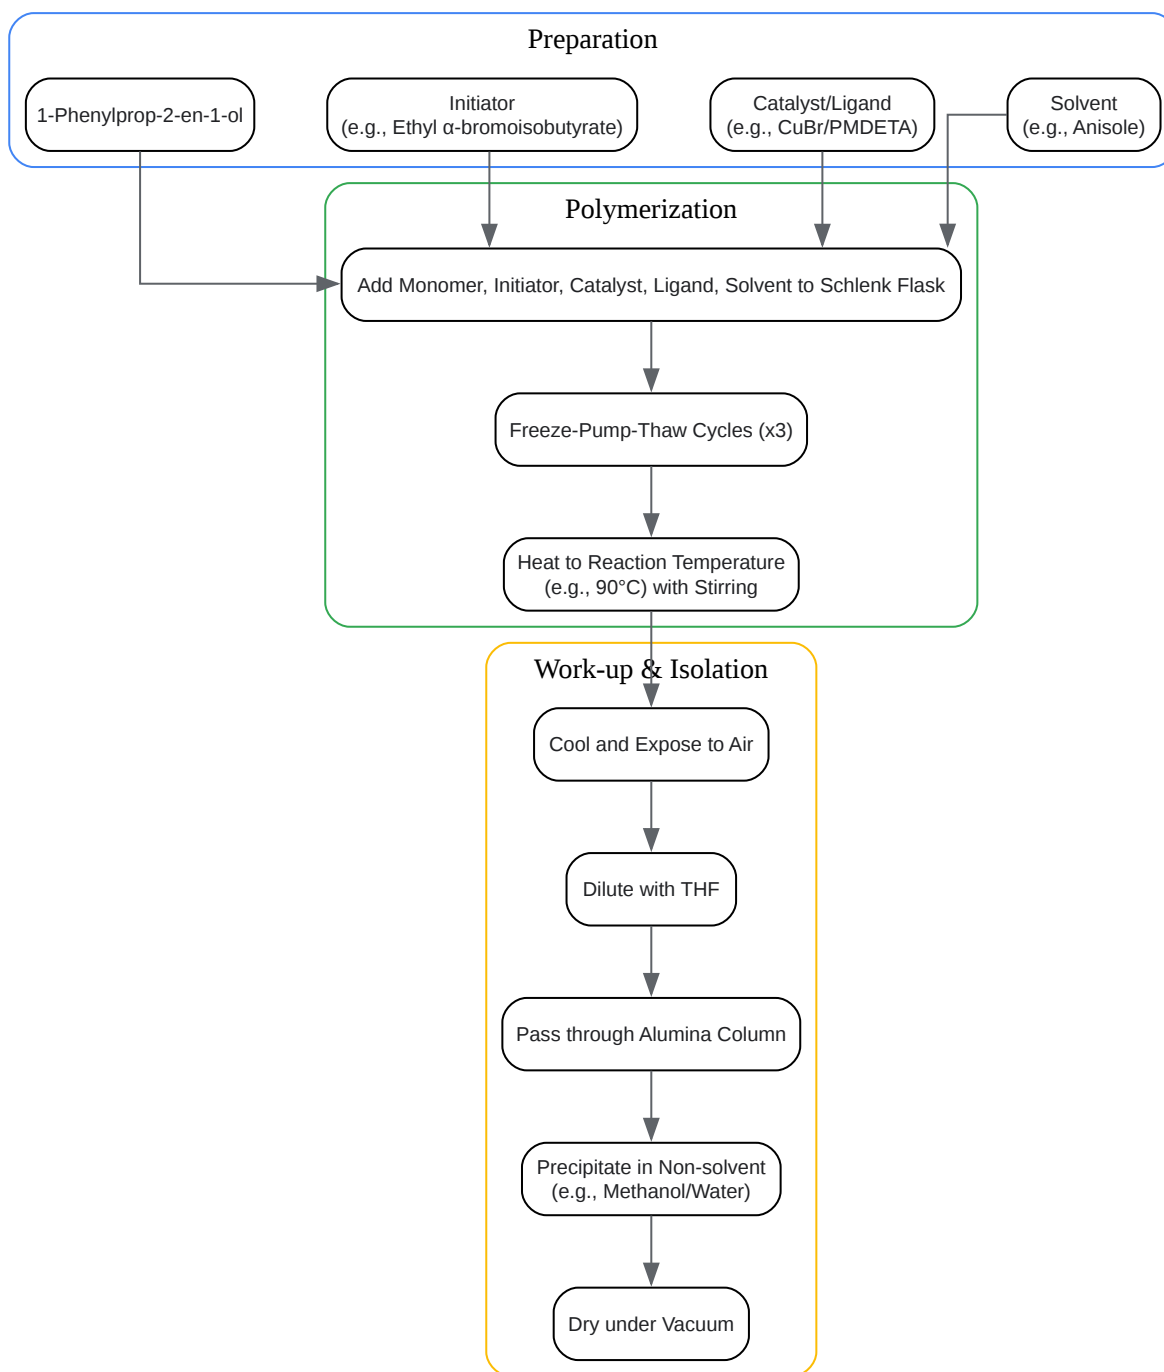 Preparation
1-Phenylprop-2-en-1-ol
Initiator
(e.g., Ethyl α-bromoisobutyrate)
Catalyst/Ligand
(e.g., CuBr/PMDETA)
Solvent
(e.g., Anisole)
Polymerization
Add Monomer, Initiator, Catalyst, Ligand, Solvent to Schlenk Flask
Freeze-Pump-Thaw Cycles (x3)
Heat to Reaction Temperature
(e.g., 90°C) with Stirring
Work-up & Isolation
Cool and Expose to Air
Dilute with THF
Pass through Alumina Column
Precipitate in Non-solvent
(e.g., Methanol/Water)
Dry under Vacuum